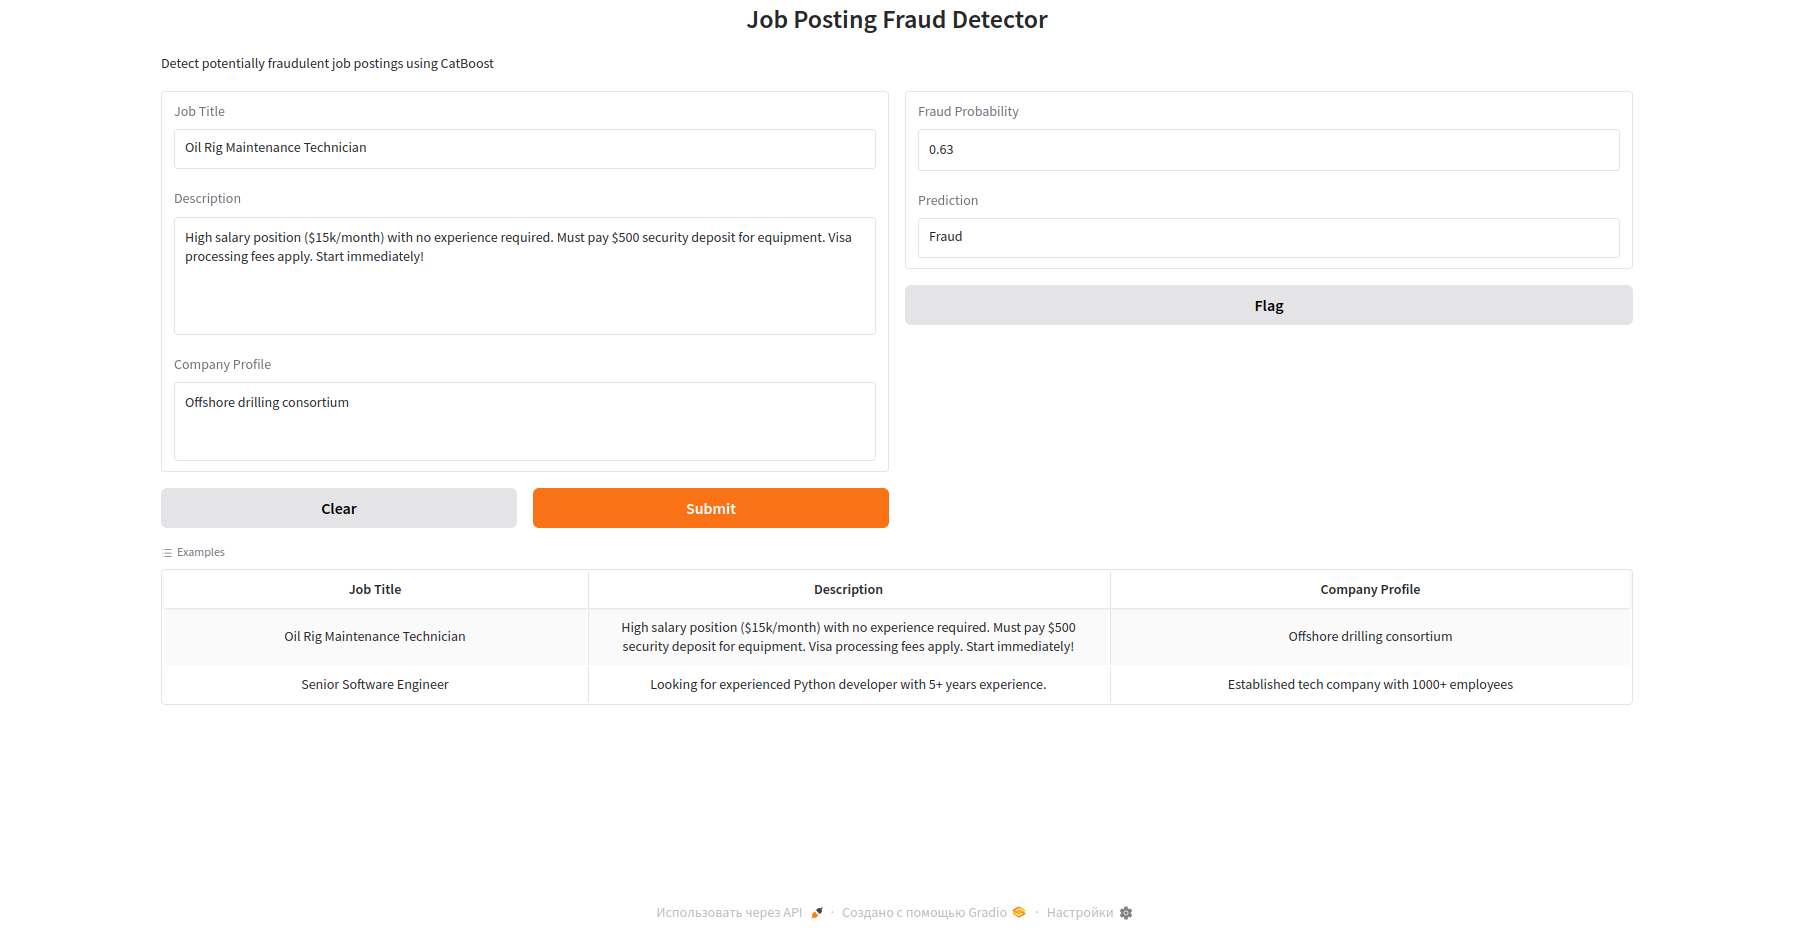 Job Posting Fraud Detector
Detect potentially fraudulent job postings using CatBoost
Job Title
Oil Rig Maintenance Technician
Description
High salary position ($15k/month) with no experience required. Must pay $500 security deposit for equipment. Visa
processing fees apply. Start immediately!
Company Profile
Offshore drilling consortium
Clear
Submit
Fraud Probability
0.63
Prediction
Fraud
Flag
Examples
Job Title
Description
Company Profile
Oil Rig Maintenance Technician
High salary position ($15k/month) with no experience required. Must pay $500
security deposit for equipment. Visa processing fees apply. Start immediately!
Offshore drilling consortium
Senior Software Engineer
Looking for experienced Python developer with 5+ years experience.
Established tech company with 1000+ employees
Использовать через API · Создано с помощью Gradio · Настройки